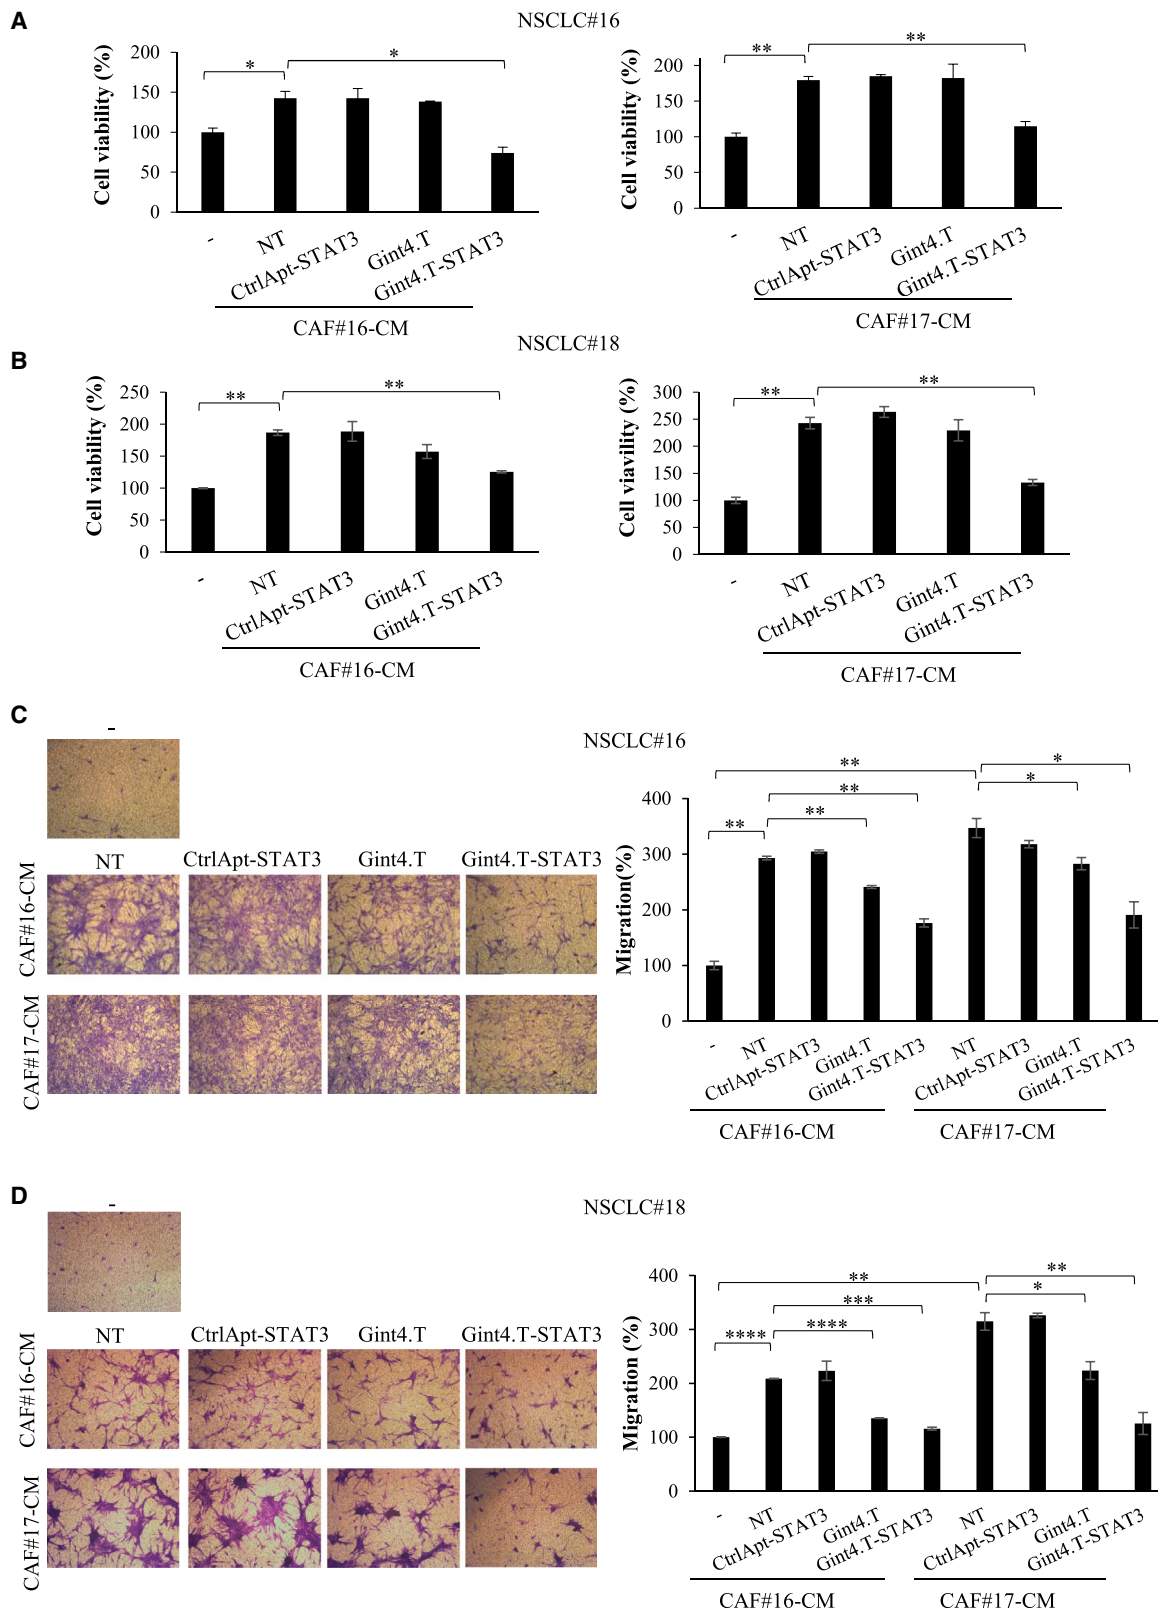 A
NSCLC#16
Cell viability (%)
200
150
100
50
0
*
*
-
NT
CtrlApt-STAT3
Gint4.T
Gint4.T-STAT3
CAF#16-CM
Cell viability (%)
200
150
100
50
0
**
**
-
NT
CtrlApt-STAT3
Gint4.T
Gint4.T-STAT3
CAF#17-CM
B
NSCLC#18
Cell viability (%)
250
200
150
100
50
0
**
**
-
NT
CtrlApt-STAT3
Gint4.T
Gint4.T-STAT3
CAF#16-CM
Cell viavility (%)
300
250
200
150
100
50
0
**
**
-
NT
CtrlApt-STAT3
Gint4.T
Gint4.T-STAT3
CAF#17-CM
C
-
NT
CtrlApt-STAT3
Gint4.T
Gint4.T-STAT3
CAF#16-CM
CAF#17-CM
NSCLC#16
Migration(%)
400
300
200
100
0
**
**
**
**
*
*
-
NT
CtrlApt-STAT3
Gint4.T
Gint4.T-STAT3
NT
CtrlApt-STAT3
Gint4.T
Gint4.T-STAT3
CAF#16-CM
CAF#17-CM
D
-
NT
CtrlApt-STAT3
Gint4.T
Gint4.T-STAT3
CAF#16-CM
CAF#17-CM
NSCLC#18
Migration (%)
400
300
200
100
0
****
****
***
**
*
**
-
NT
CtrlApt-STAT3
Gint4.T
Gint4.T-STAT3
NT
CtrlApt-STAT3
Gint4.T
Gint4.T-STAT3
CAF#16-CM
CAF#17-CM